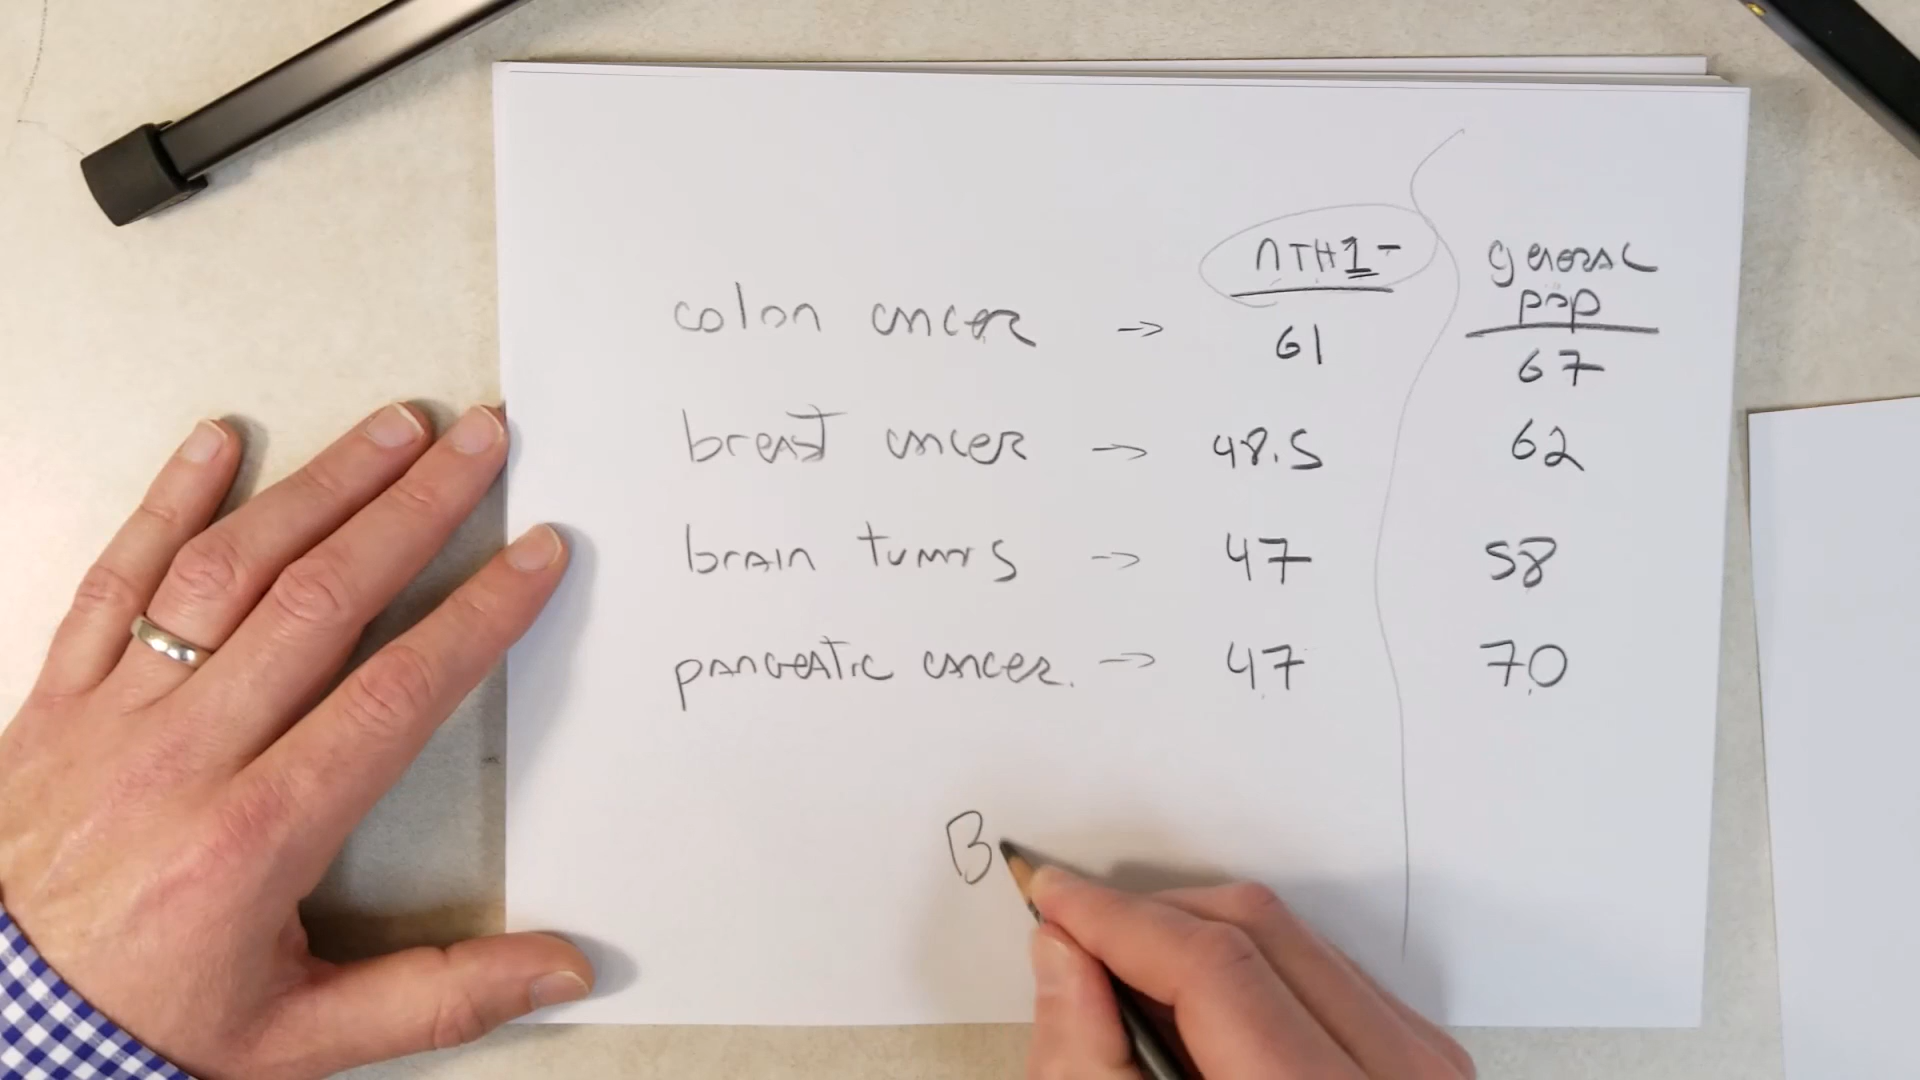 NTH1- general
pop
colon cancer → 61 67
breast cancer → 48.5 62
brain tumors → 47 58
pancreatic cancer. → 47 70
B